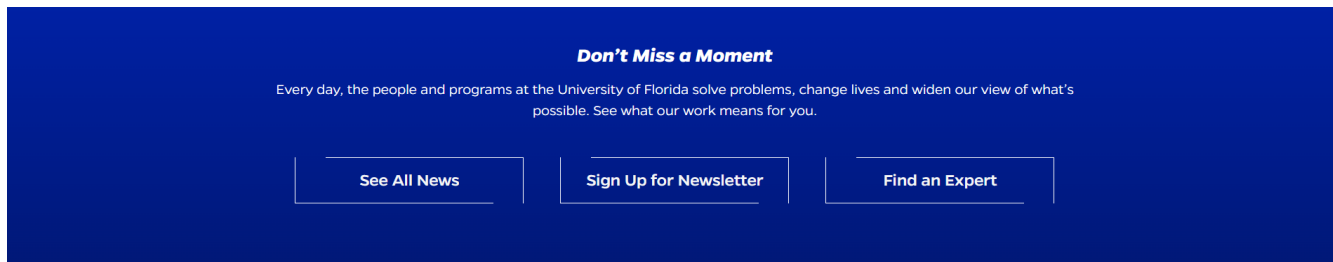 Don’t Miss a Moment
Every day, the people and programs at the University of Florida solve problems, change lives and widen our view of what’s
possible. See what our work means for you.
See All News
Sign Up for Newsletter
Find an Expert